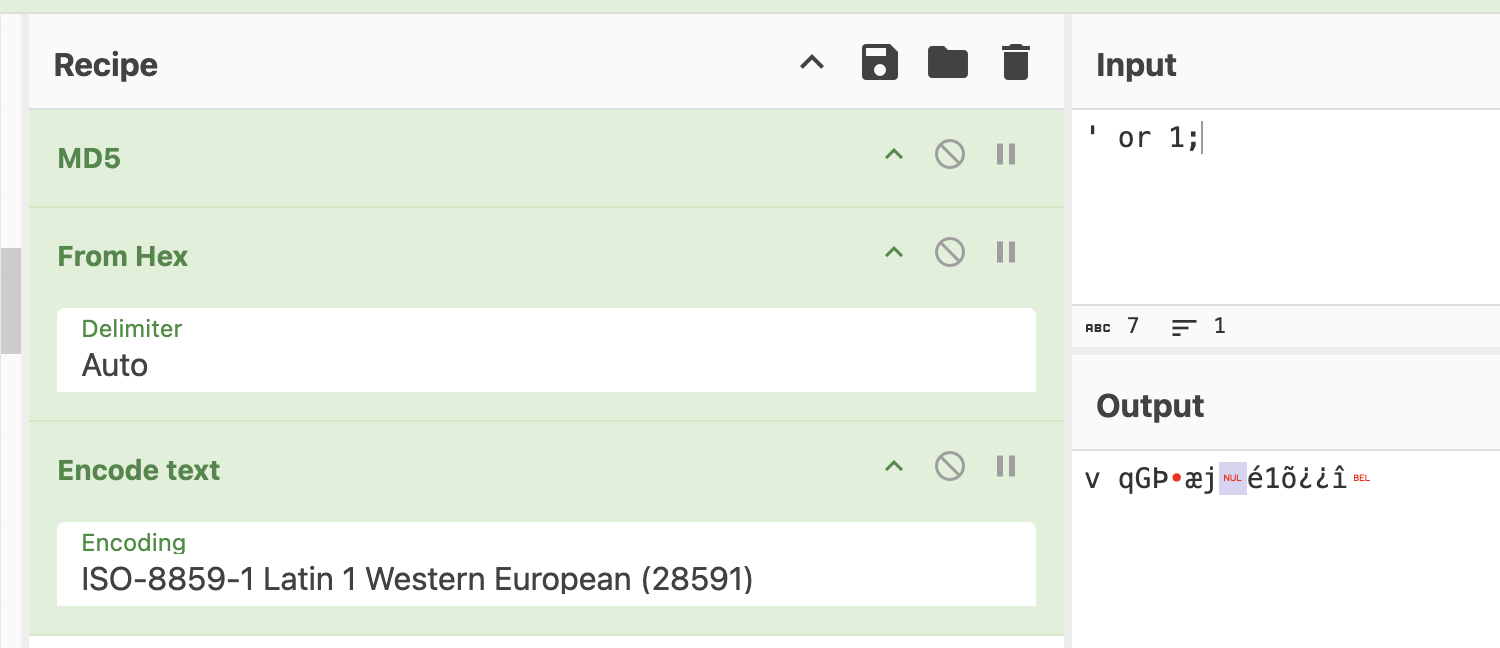 Recipe
MD5
From Hex
Delimiter
Auto
Encode text
Encoding
ISO-8859-1 Latin 1 Western European (28591)
Input
' or 1;
ABC 7 1
Output
v qGÞ•æjNULé1õ¿¿îBEL